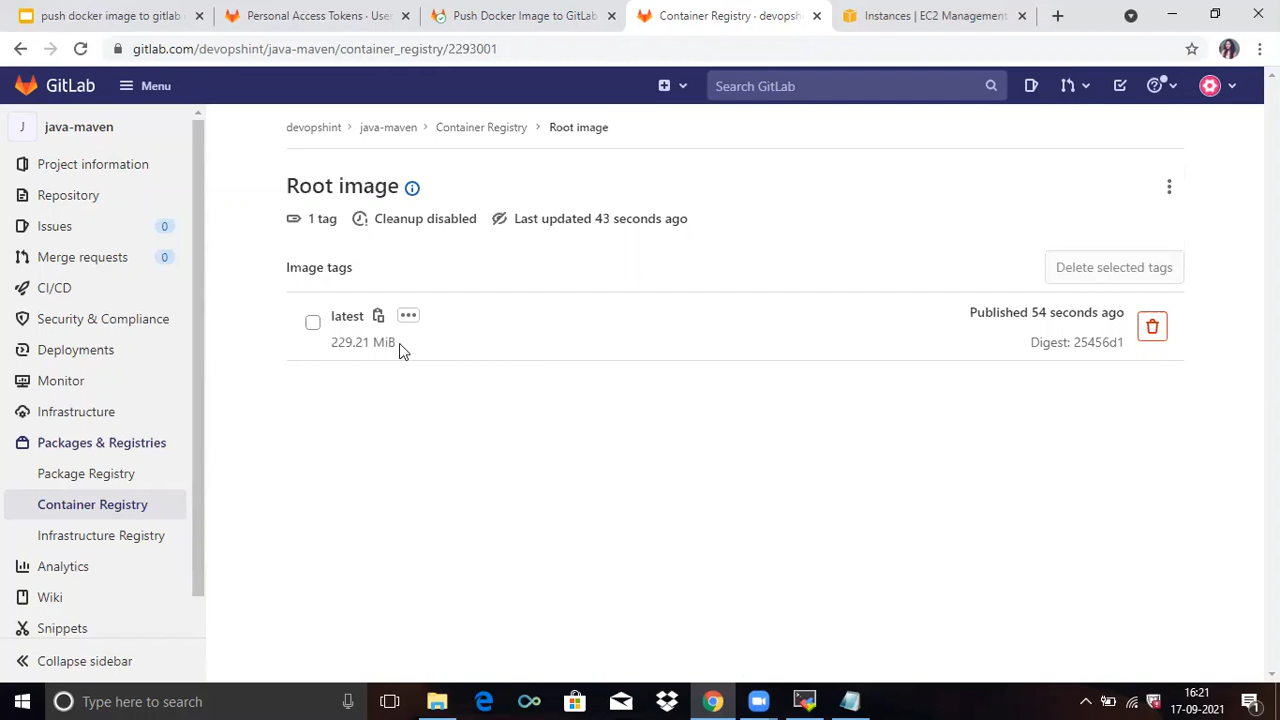 push docker image to gitlab
Personal Access Tokens · Use
Push Docker Image to GitLab
Container Registry · devopsh
Instances | EC2 Management
gitlab.com/devopshint/java-maven/container_registry/2293001
GitLab
Menu
Search GitLab
J java-maven
Project information
Repository
Issues 0
Merge requests 0
CI/CD
Security & Compliance
Deployments
Monitor
Infrastructure
Packages & Registries
Package Registry
Container Registry
Infrastructure Registry
Analytics
Wiki
Snippets
Collapse sidebar
devopshint > java-maven > Container Registry > Root image
Root image
1 tag Cleanup disabled Last updated 43 seconds ago
Image tags
Delete selected tags
latest
229.21 MiB
Published 54 seconds ago
Digest: 25456d1
Type here to search
16:21
17-09-2021
1